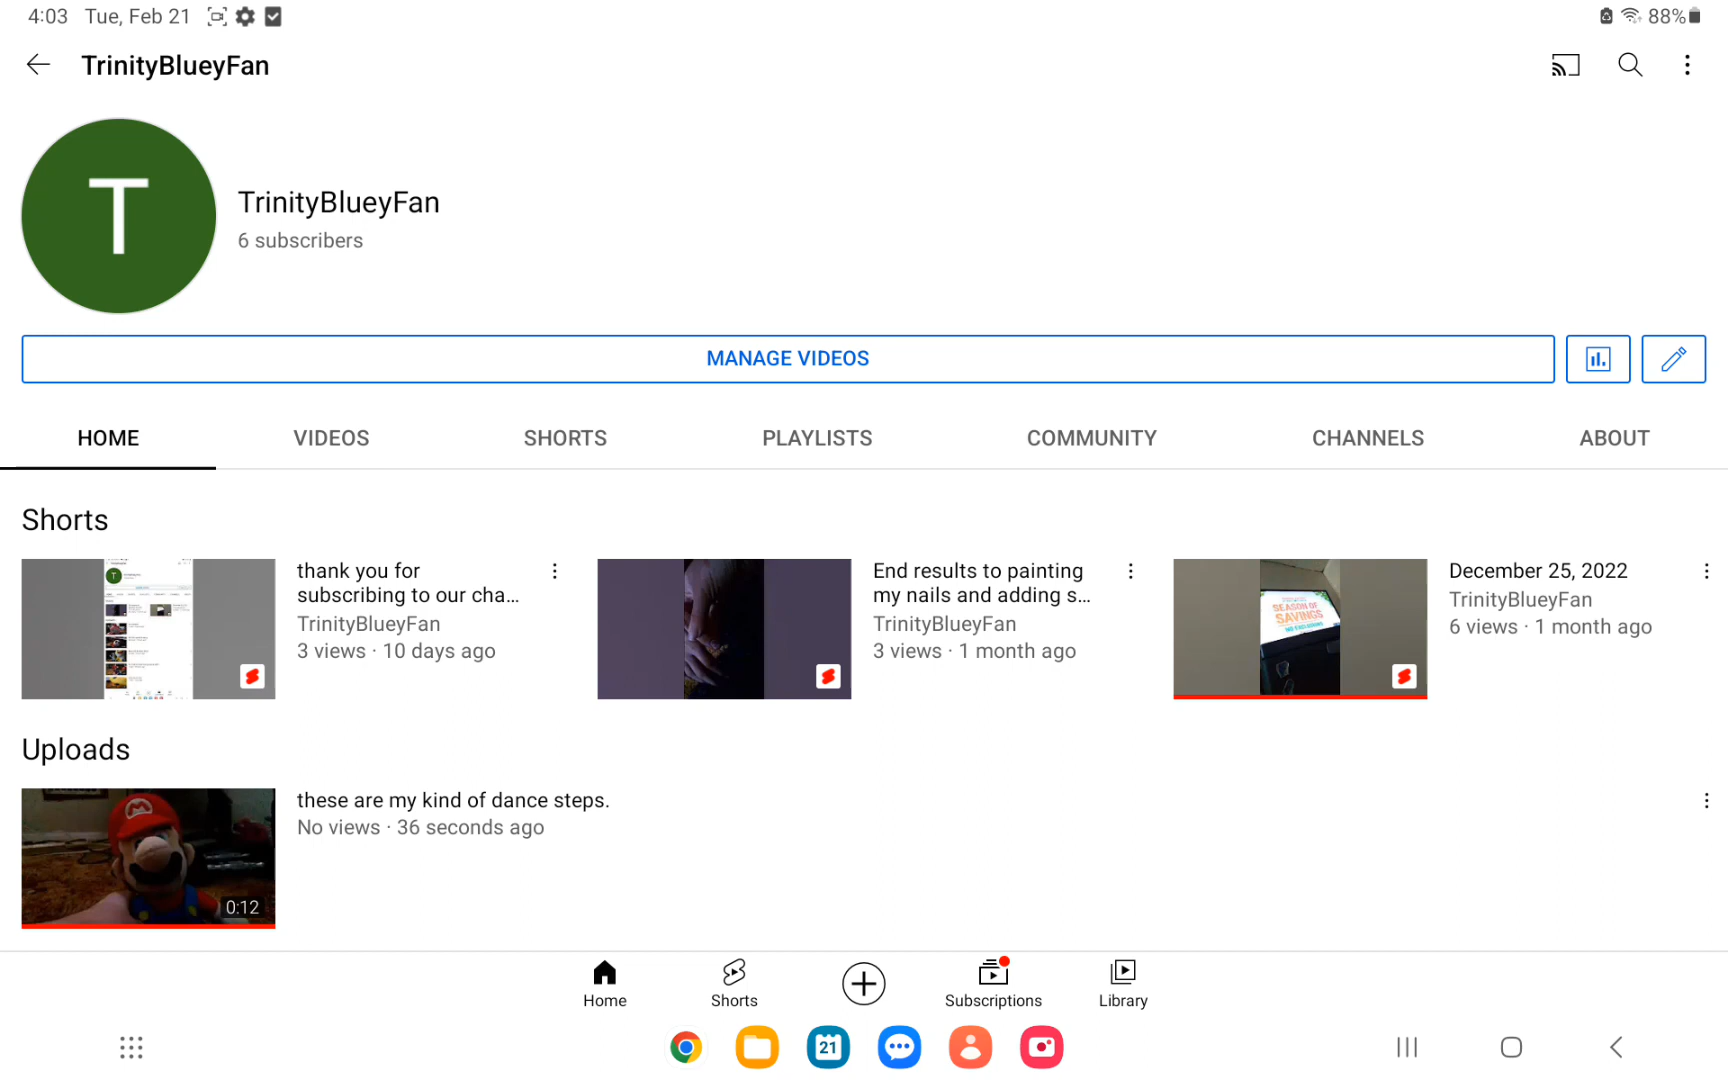 4:03 Tue, Feb 21
88%
TrinityBlueyFan
T
TrinityBlueyFan
6 subscribers
MANAGE VIDEOS
HOME VIDEOS SHORTS PLAYLISTS COMMUNITY CHANNELS ABOUT
Shorts
thank you for
subscribing to our cha...
TrinityBlueyFan
3 views · 10 days ago
End results to painting
my nails and adding s...
TrinityBlueyFan
3 views · 1 month ago
SEASON OF
SAVINGS
December 25, 2022
TrinityBlueyFan
6 views · 1 month ago
Uploads
M
0:12
these are my kind of dance steps.
No views · 36 seconds ago
Home Shorts Subscriptions Library
21